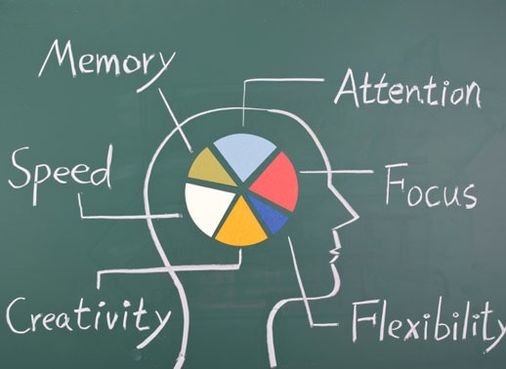 Memory
Attention
Speed
Focus
Creativity
Flexibility